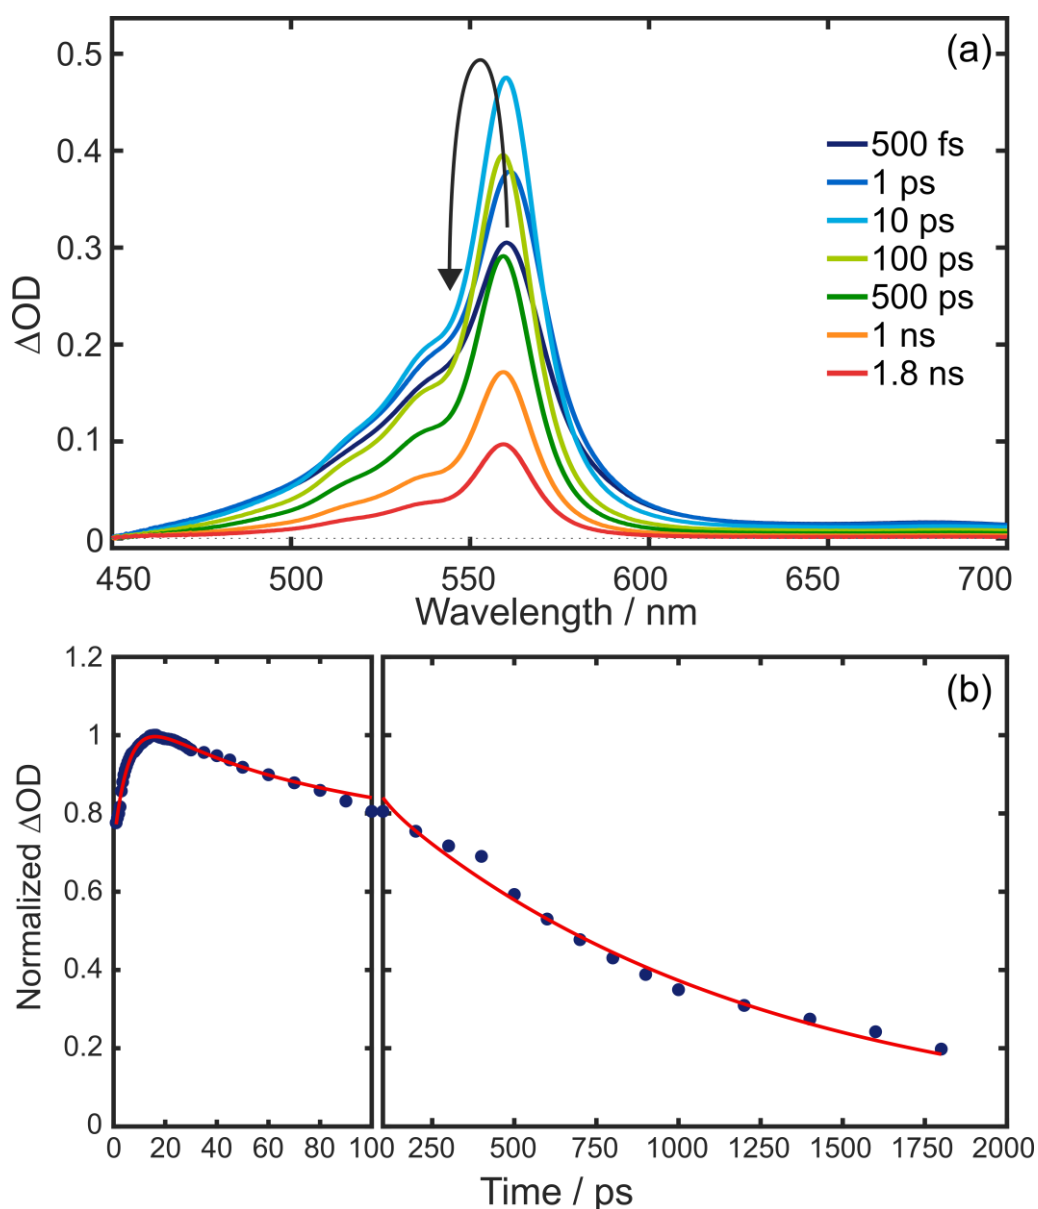 (a)
0.5
0.4
0.3
0.2
0.1
0
ΔOD
500 fs
1 ps
10 ps
100 ps
500 ps
1 ns
1.8 ns
450 500 550 600 650 700
Wavelength / nm
(b)
1.2
1
0.8
0.6
0.4
0.2
0
Normalized ΔOD
0 20 40 60 80 100 250 500 750 1000 1250 1500 1750 2000
Time / ps